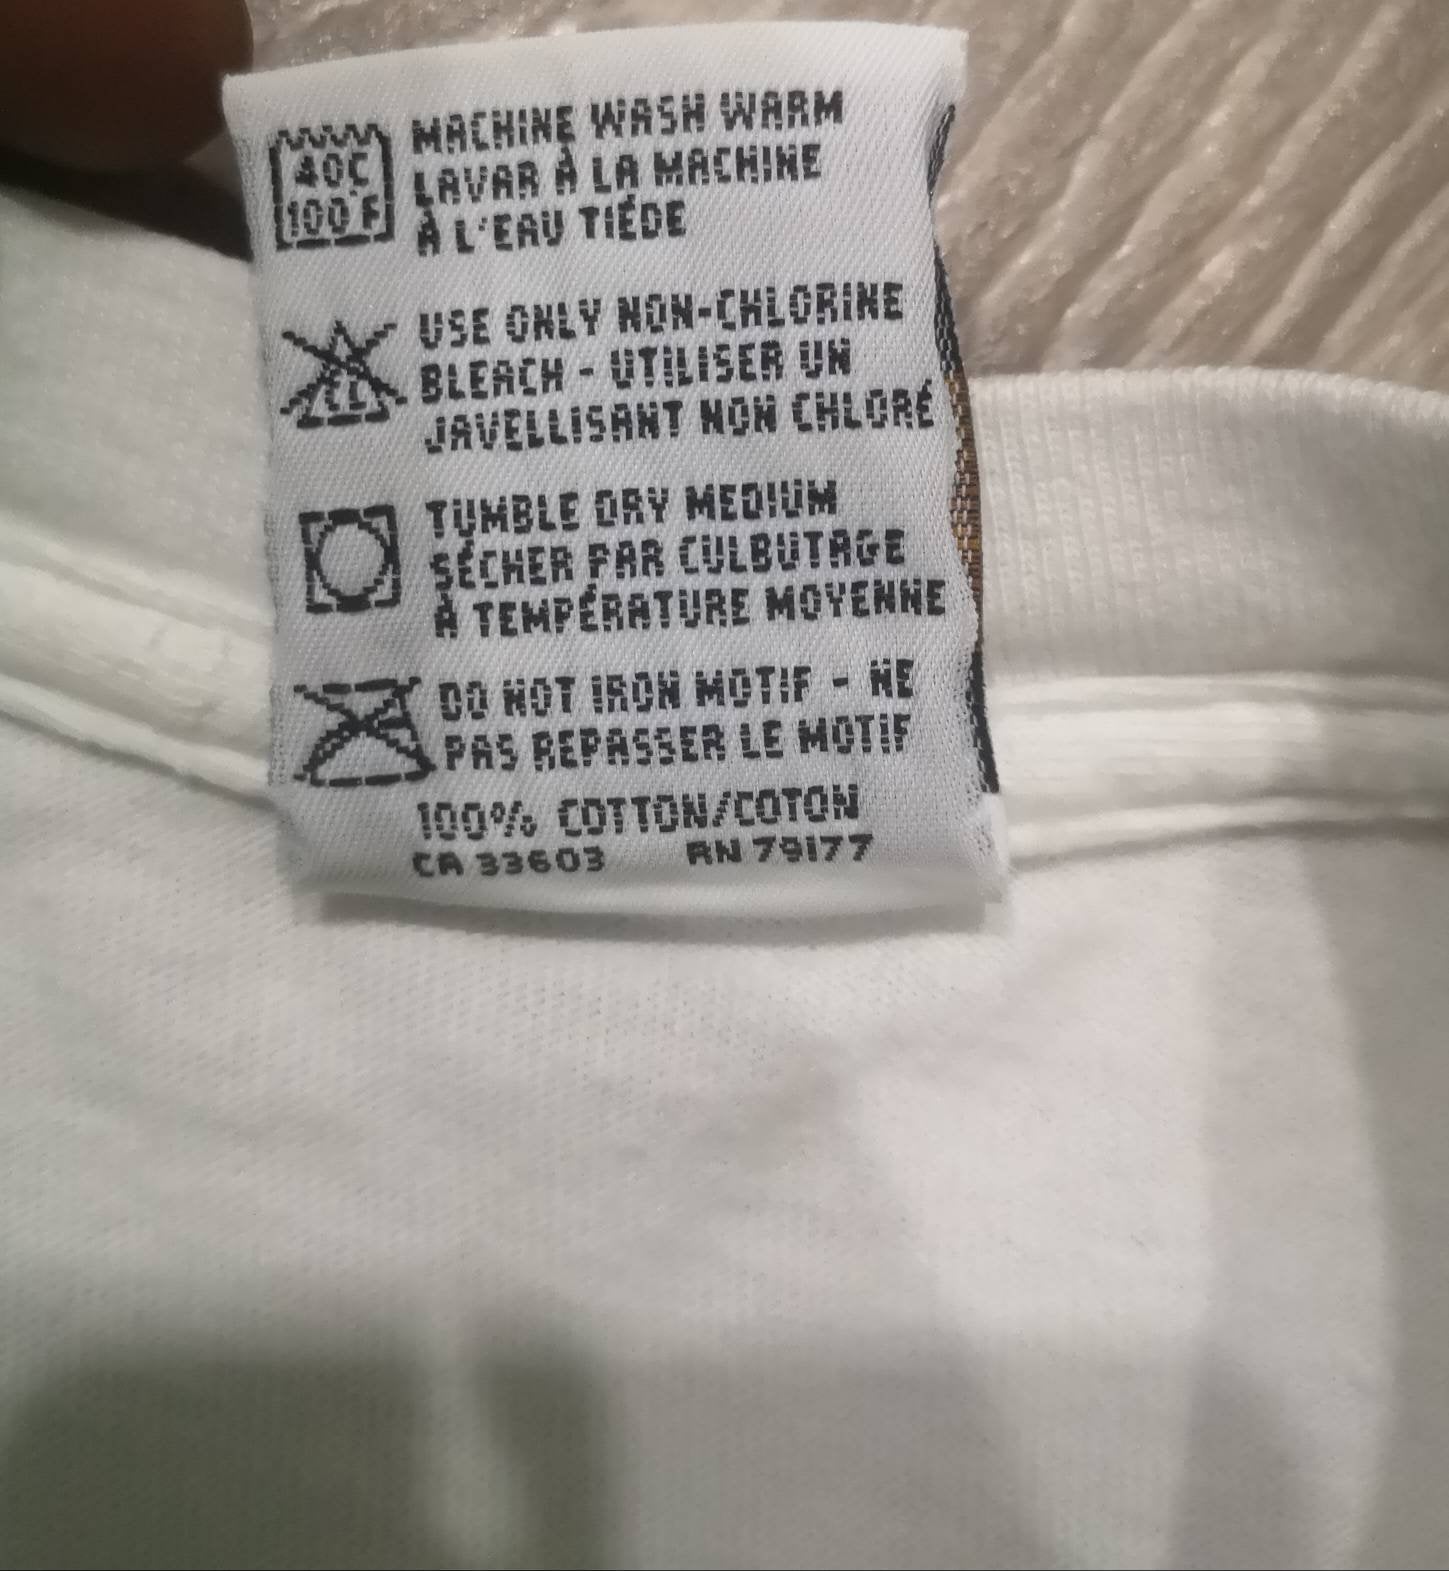 40C
100°F
MACHINE WASH WARM
LAVAR À LA MACHINE
À L'EAU TIÉDE
CL
USE ONLY NON-CHLORINE
BLEACH - UTILISER UN
JAVELLISANT NON CHLORÉ
TUMBLE DRY MEDIUM
SÉCHER PAR CULBUTAGE
À TEMPÉRATURE MOYENNE
DO NOT IRON MOTIF - NE
PAS REPASSER LE MOTIF
100% COTTON/COTON
CA 33603 RN 79177